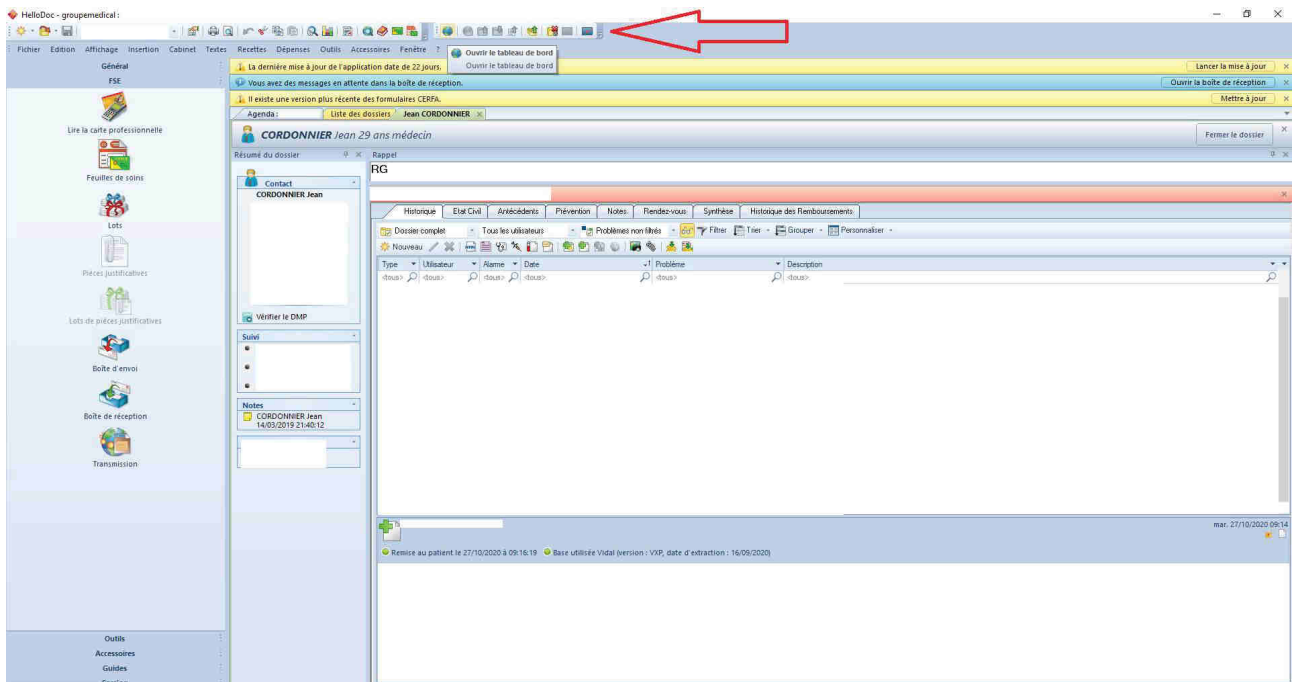 HelloDoc - groupemedical :
Fichier Edition Affichage Insertion Cabinet Textes Recettes Dépenses Outils Accessoires Fenêtre ?
Ouvrir le tableau de bord
Ouvrir le tableau de bord
Général
FSE
Lire la carte professionnelle
Feuilles de soins
Lots
Pièces justificatives
Lots de pièces justificatives
Boîte d'envoi
Boîte de réception
Transmission
Outils
Accessoires
Guides
La dernière mise à jour de l'application date de 22 jours.
Lancer la mise à jour
Vous avez des messages en attente dans la boîte de réception.
Ouvrir la boîte de réception
Il existe une version plus récente des formulaires CERFA.
Mettre à jour
Agenda : Liste des dossiers Jean CORDONNIER
CORDONNIER Jean 29 ans médecin
Fermer le dossier
Résumé du dossier
Contact
CORDONNIER Jean
Vérifier le DMP
Suivi
Notes
CORDONNIER Jean
14/03/2019 21:40:12
Rappel
RG
Historique Etat Civil Antécédents Prévention Notes Rendez-vous Synthèse Historique des Remboursements
Dossier complet Tous les utilisateurs Problèmes non filtrés Filtrer Trier Grouper Personnaliser
Nouveau
Type Utilisateur Alarme Date Problème Description
<tous> <tous> <tous> <tous> <tous> <tous>
mar. 27/10/2020 09:14
Remise au patient le 27/10/2020 à 09:16:19 Base utilisée Vidal (version : VXP, date d'extraction : 16/09/2020)